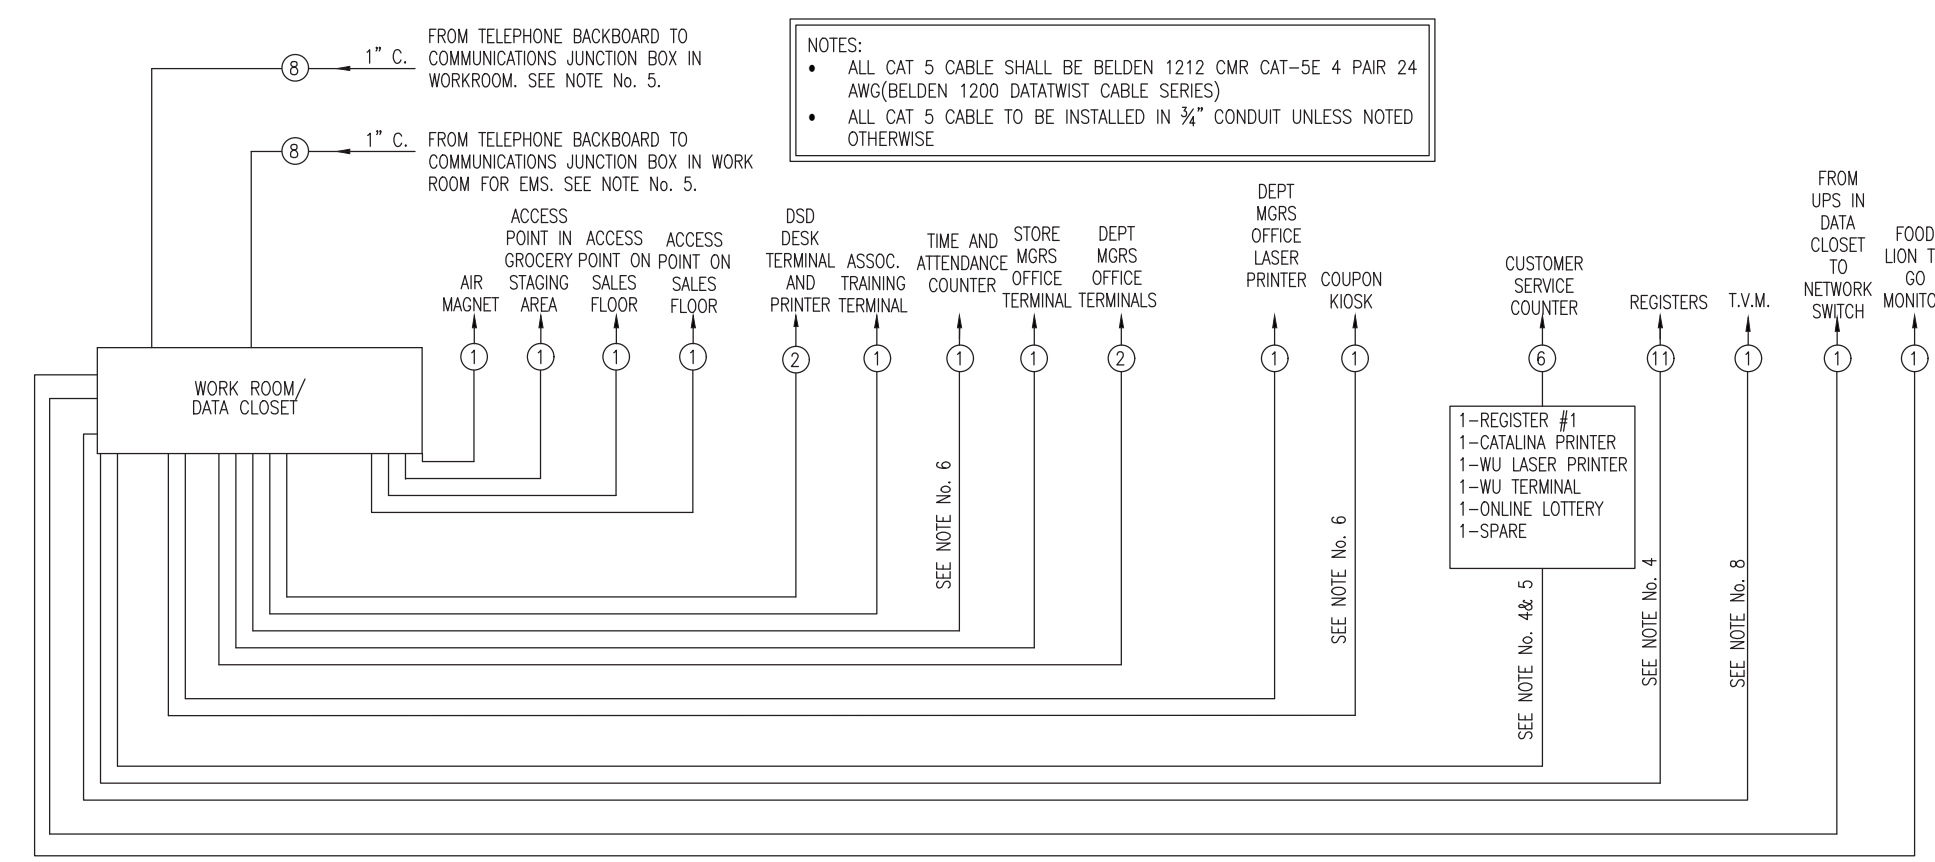 FROM TELEPHONE BACKBOARD TO
1" C. COMMUNICATIONS JUNCTION BOX IN
WORKROOM. SEE NOTE No. 5.
8
FROM TELEPHONE BACKBOARD TO
1" C.
COMMUNICATIONS JUNCTION BOX IN WORK
ROOM FOR EMS. SEE NOTE No. 5.
8
NOTES:
• ALL CAT 5 CABLE SHALL BE BELDEN 1212 CMR CAT-5E 4 PAIR 24
AWG(BELDEN 1200 DATATWIST CABLE SERIES)
• ALL CAT 5 CABLE TO BE INSTALLED IN ¾" CONDUIT UNLESS NOTED
OTHERWISE
WORK ROOM/
DATA CLOSET
AIR
MAGNET
1
ACCESS
POINT IN
GROCERY
STAGING
AREA
1
ACCESS
POINT ON
SALES
FLOOR
1
ACCESS
POINT ON
SALES
FLOOR
1
DSD
DESK
TERMINAL
AND
PRINTER
2
ASSOC.
TRAINING
TERMINAL
1
TIME AND
ATTENDANCE
COUNTER
1
SEE NOTE No. 6
STORE
MGRS
OFFICE
TERMINAL
1
DEPT
MGRS
OFFICE
TERMINALS
2
DEPT
MGRS
OFFICE
LASER
PRINTER
1
COUPON
KIOSK
1
SEE NOTE No. 6
CUSTOMER
SERVICE
COUNTER
6
1-REGISTER #1
1-CATALINA PRINTER
1-WU LASER PRINTER
1-WU TERMINAL
1-ONLINE LOTTERY
1-SPARE
SEE NOTE No. 4& 5
REGISTERS
11
SEE NOTE No. 4
T.V.M.
1
SEE NOTE No. 8
FROM
UPS IN
DATA
CLOSET
TO
NETWORK
SWITCH
1
FOOD
LION T
GO
MONITO
1